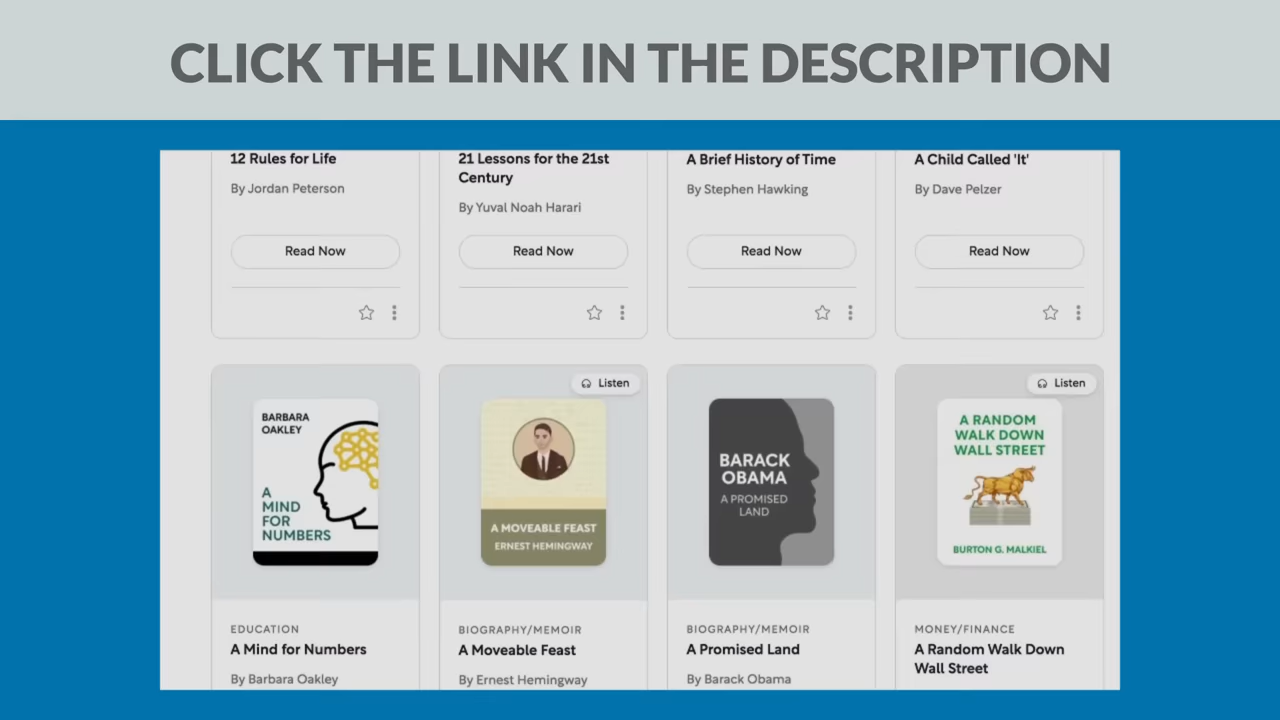 CLICK THE LINK IN THE DESCRIPTION
12 Rules for Life
By Jordan Peterson
Read Now
21 Lessons for the 21st
Century
By Yuval Noah Harari
Read Now
A Brief History of Time
By Stephen Hawking
Read Now
A Child Called 'It'
By Dave Pelzer
Read Now
BARBARA
OAKLEY
A
MIND
FOR
NUMBERS
EDUCATION
A Mind for Numbers
By Barbara Oakley
Listen
A MOVEABLE FEAST
ERNEST HEMINGWAY
BIOGRAPHY/MEMOIR
A Moveable Feast
By Ernest Hemingway
BARACK
OBAMA
A PROMISED
LAND
BIOGRAPHY/MEMOIR
A Promised Land
By Barack Obama
Listen
A RANDOM
WALK DOWN
WALL STREET
BURTON G. MALKIEL
MONEY/FINANCE
A Random Walk Down
Wall Street